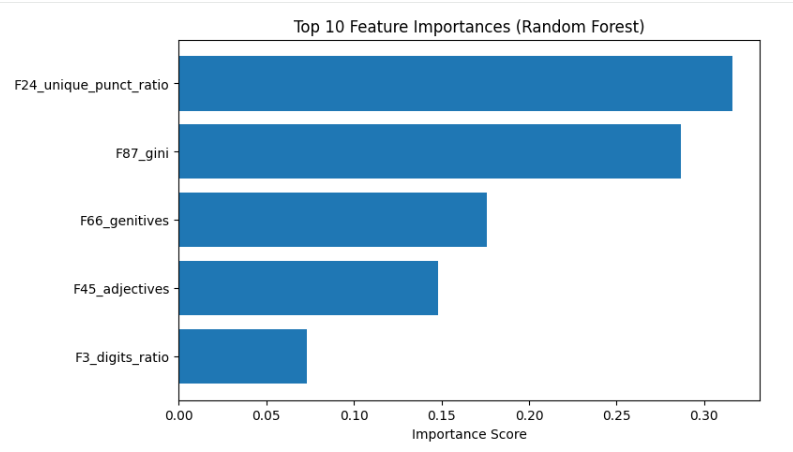 Top 10 Feature Importances (Random Forest)
F24_unique_punct_ratio
F87_gini
F66_genitives
F45_adjectives
F3_digits_ratio
0.00 0.05 0.10 0.15 0.20 0.25 0.30
Importance Score